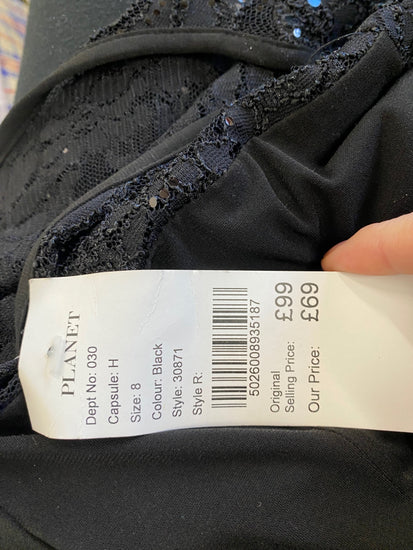 PLANET
Dept No: 030
Capsule: H
Size: 8
Colour: Black
Style: 30871
Style R:
5026008935187
Original
Selling Price: £99
Our Price: £69